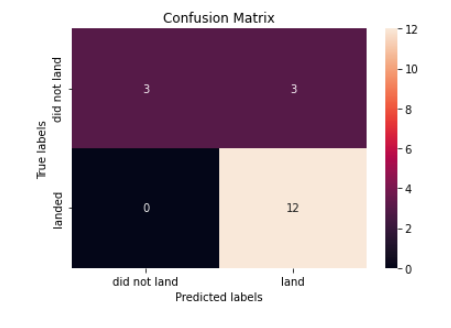 Confusion Matrix
True labels
did not land
landed
3
3
0
12
did not land
land
Predicted labels
12
10
8
6
4
2
0